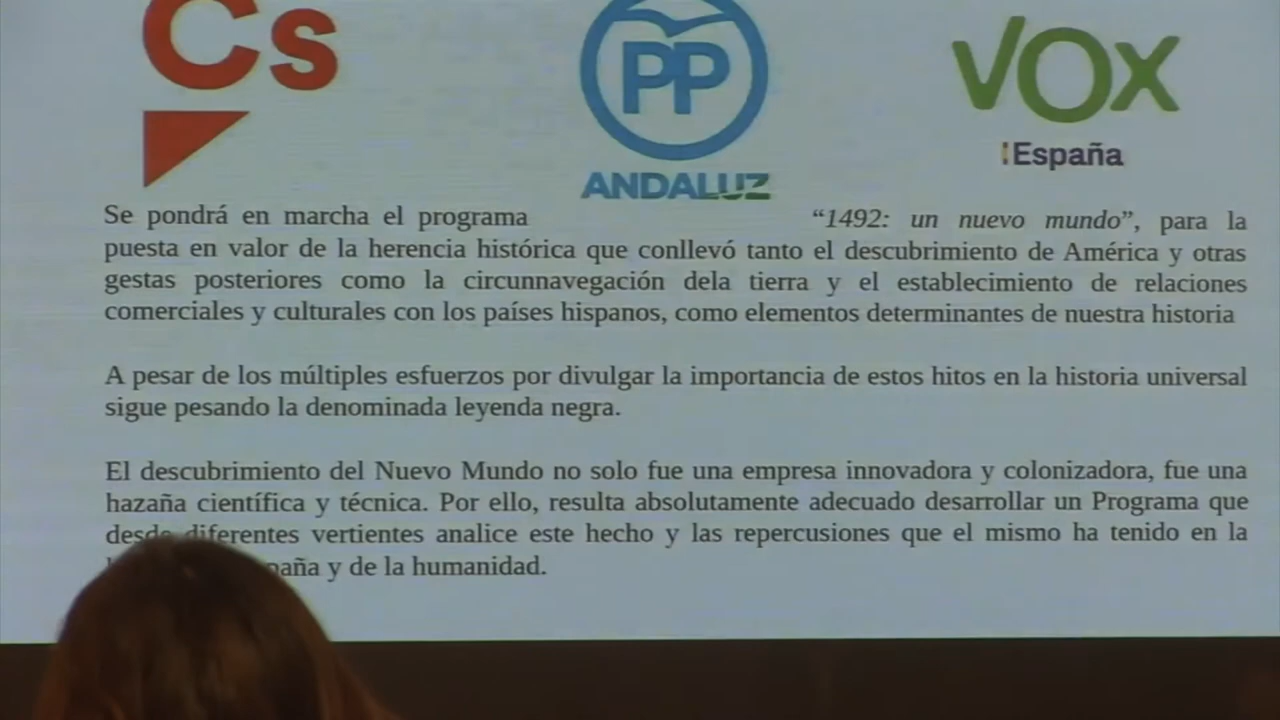 Cs
PP
ANDALUZ
VOX
España
Se pondrá en marcha el programa “1492: un nuevo mundo”, para la
puesta en valor de la herencia histórica que conllevó tanto el descubrimiento de América y otras
gestas posteriores como la circunnavegación dela tierra y el establecimiento de relaciones
comerciales y culturales con los países hispanos, como elementos determinantes de nuestra historia
A pesar de los múltiples esfuerzos por divulgar la importancia de estos hitos en la historia universal
sigue pesando la denominada leyenda negra.
El descubrimiento del Nuevo Mundo no solo fue una empresa innovadora y colonizadora, fue una
hazaña científica y técnica. Por ello, resulta absolutamente adecuado desarrollar un Programa que
desde diferentes vertientes analice este hecho y las repercusiones que el mismo ha tenido en la
y de la humanidad.